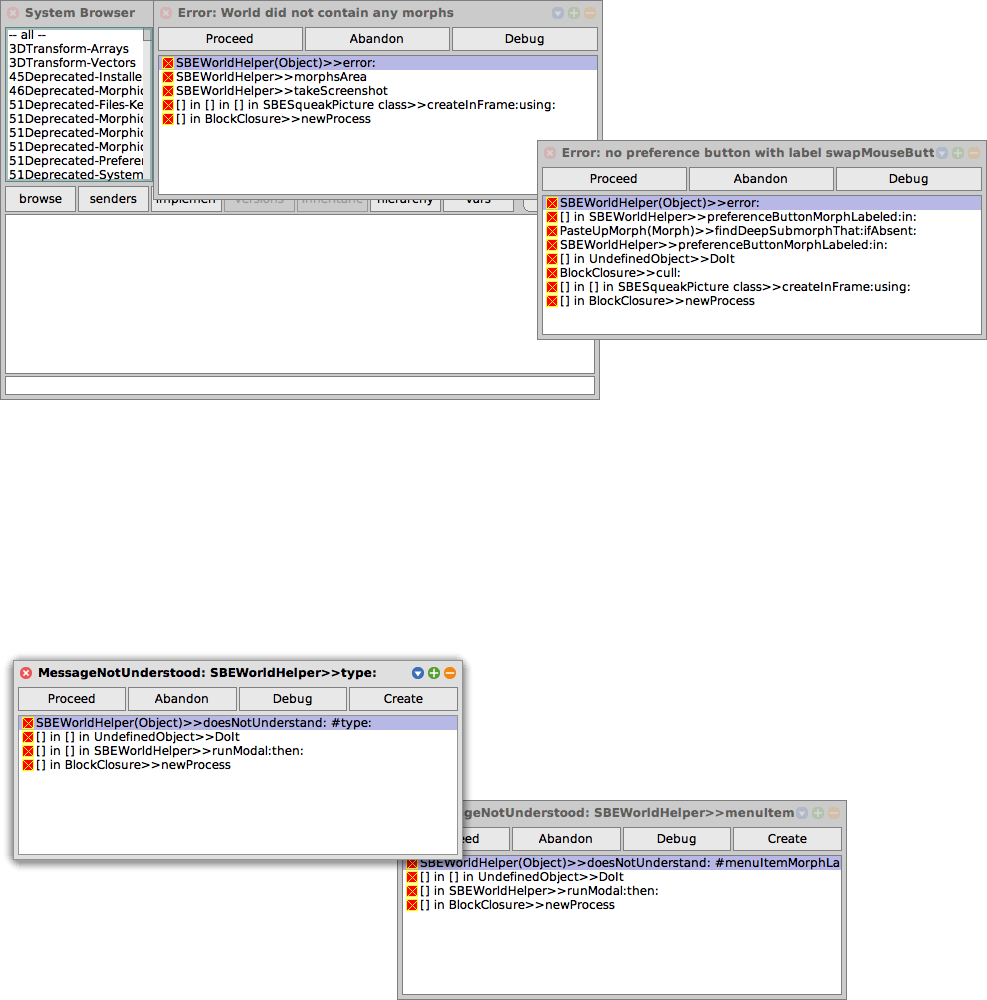 System Browser
-- all --
3DTransform-Arrays
3DTransform-Vectors
45Deprecated-Installe
46Deprecated-Morphic
51Deprecated-Files-Ke
51Deprecated-Morphic
51Deprecated-Morphic
51Deprecated-Morphic
51Deprecated-Preferen
51Deprecated-System
browse
senders
implemen
versions
inheritanc
hierarchy
vars
Error: World did not contain any morphs
Proceed
Abandon
Debug
SBEWorldHelper(Object)>>error:
SBEWorldHelper>>morphsArea
SBEWorldHelper>>takeScreenshot
[] in [] in [] in SBESqueakPicture class>>createInFrame:using:
[] in BlockClosure>>newProcess
Error: no preference button with label swapMouseButt
Proceed
Abandon
Debug
SBEWorldHelper(Object)>>error:
[] in SBEWorldHelper>>preferenceButtonMorphLabeled:in:
PasteUpMorph(Morph)>>findDeepSubmorphThat:ifAbsent:
SBEWorldHelper>>preferenceButtonMorphLabeled:in:
[] in UndefinedObject>>DoIt
BlockClosure>>cull:
[] in [] in SBESqueakPicture class>>createInFrame:using:
[] in BlockClosure>>newProcess
MessageNotUnderstood: SBEWorldHelper>>type:
Proceed
Abandon
Debug
Create
SBEWorldHelper(Object)>>doesNotUnderstand: #type:
[] in [] in UndefinedObject>>DoIt
[] in [] in SBEWorldHelper>>runModal:then:
[] in BlockClosure>>newProcess
geNotUnderstood: SBEWorldHelper>>menuItem
eed
Abandon
Debug
Create
SBEWorldHelper(Object)>>doesNotUnderstand: #menuItemMorphLa
[] in [] in UndefinedObject>>DoIt
[] in SBEWorldHelper>>runModal:then:
[] in BlockClosure>>newProcess